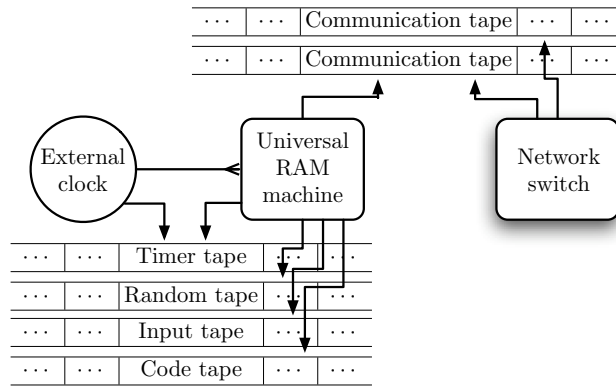 ... ... Communication tape ... ...
... ... Communication tape ... ...
External clock
Universal RAM machine
Network switch
... ... Timer tape ... ...
... ... Random tape ... ...
... ... Input tape ... ...
... ... Code tape ... ...